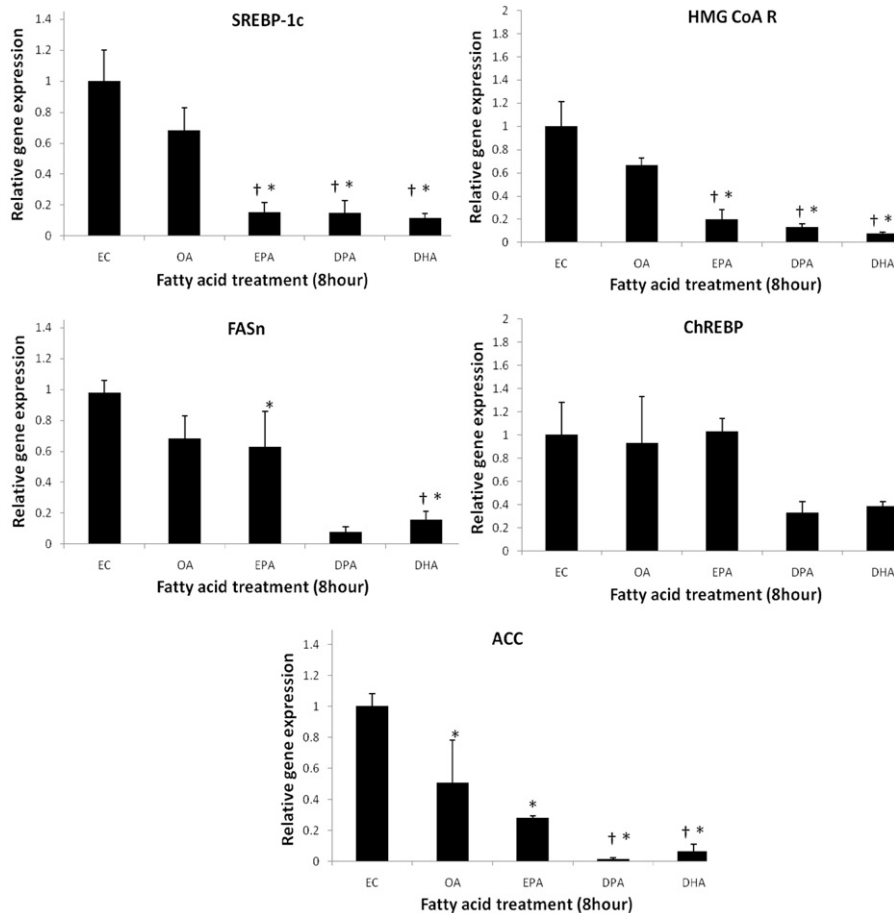 SREBP-1c
Relative gene expression
1.4
1.2
1
0.8
0.6
0.4
0.2
0
† *
† *
† *
EC OA EPA DPA DHA
Fatty acid treatment (8hour)
HMG CoA R
Relative gene expression
2
1.8
1.6
1.4
1.2
1
0.8
0.6
0.4
0.2
0
† *
† *
† *
EC OA EPA DPA DHA
Fatty acid treatment (8hour)
FASn
Relative gene expression
1.4
1.2
1
0.8
0.6
0.4
0.2
0
*
† *
EC OA EPA DPA DHA
Fatty acid treatment (8hour)
ChREBP
Relative gene expression
2
1.8
1.6
1.4
1.2
1
0.8
0.6
0.4
0.2
0
EC OA EPA DPA DHA
Fatty acid treatment (8hour)
ACC
Relative gene expression
1.4
1.2
1
0.8
0.6
0.4
0.2
0
*
*
† *
† *
EC OA EPA DPA DHA
Fatty acid treatment (8hour)